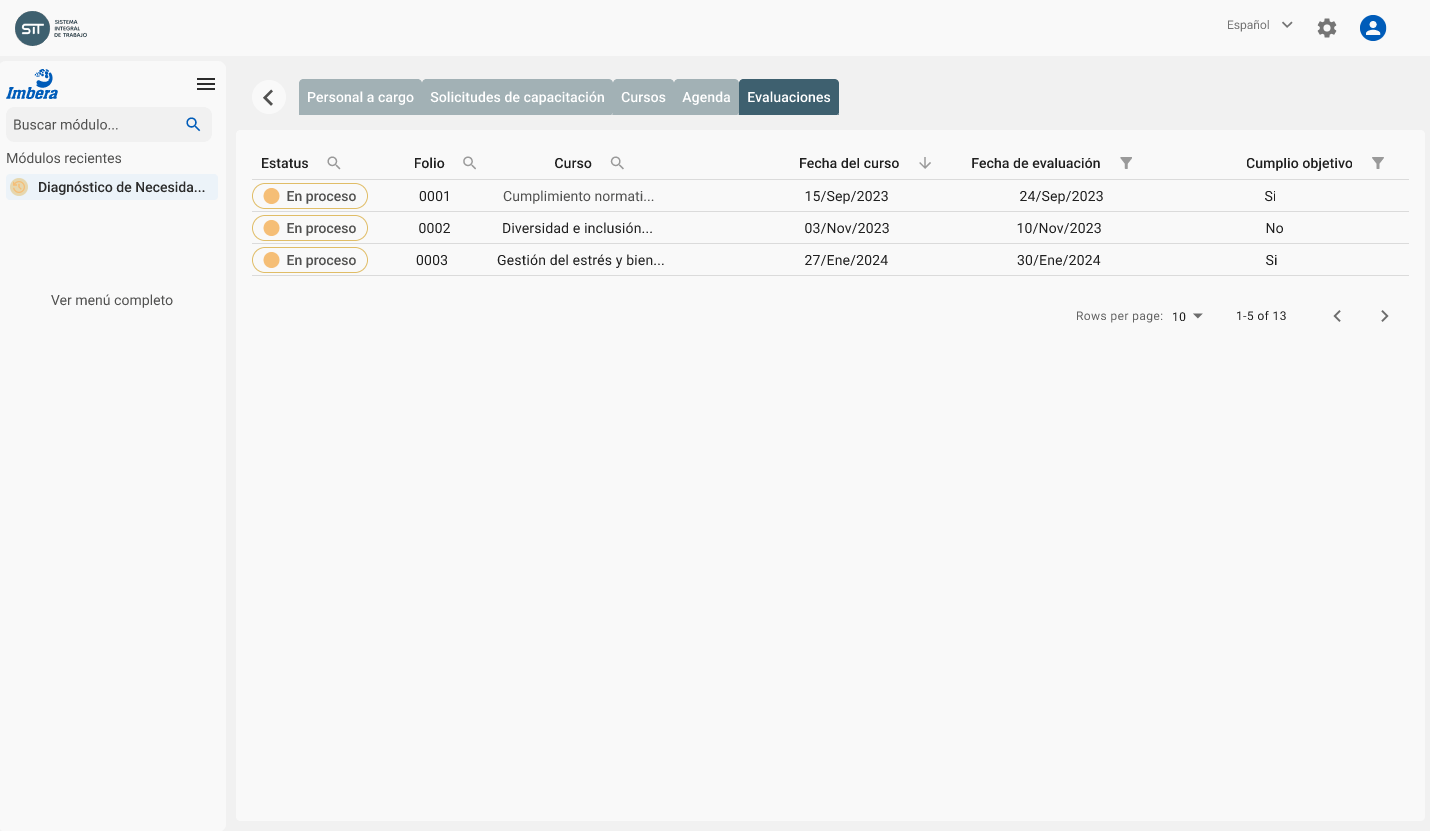 SiT SISTEMA
INTEGRAL
DE TRABAJO
Español
Imbera
Buscar módulo...
Módulos recientes
Diagnóstico de Necesida...
Ver menú completo
Personal a cargo Solicitudes de capacitación Cursos Agenda Evaluaciones
Estatus Folio Curso Fecha del curso Fecha de evaluación Cumplio objetivo
En proceso 0001 Cumplimiento normati... 15/Sep/2023 24/Sep/2023 Si
En proceso 0002 Diversidad e inclusión... 03/Nov/2023 10/Nov/2023 No
En proceso 0003 Gestión del estrés y bien... 27/Ene/2024 30/Ene/2024 Si
Rows per page: 10 1-5 of 13